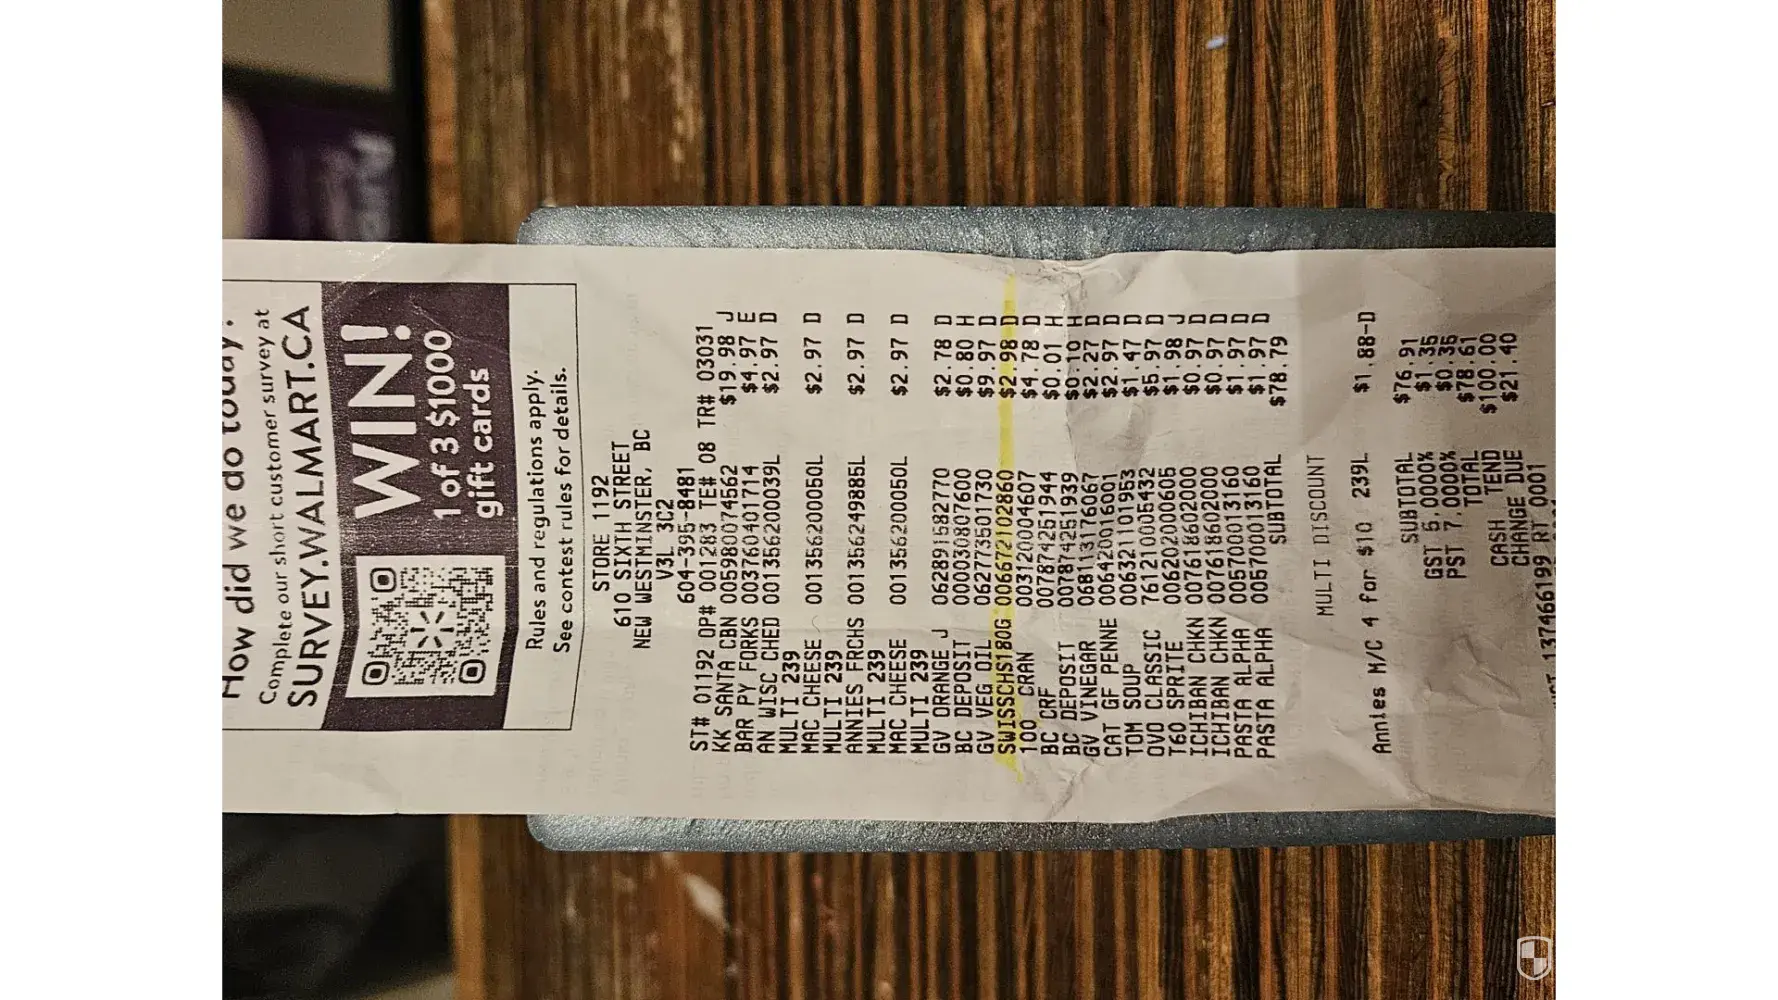 How did we do today?
Complete our short customer survey at
SURVEY.WALMART.CA
WIN!
1 of 3 $1000
gift cards
Rules and regulations apply.
See contest rules for details.
STORE 1192
610 SIXTH STREET
NEW WESTMINSTER, BC
V3L 3C2
604-395-8481
ST# 01192 OP# 001283 TE# 08 TR# 03031
KK SANTA CBN 005980074562 $19.98 J
BAR PY FORKS 003760401714 $4.97 E
AN WISC CHED 001356200039L $2.97 D
MULTI 239
MAC CHEESE 001356200050L $2.97 D
MULTI 239
ANNIES FRCHS 001356249885L $2.97 D
MULTI 239
MAC CHEESE 001356200050L $2.97 D
MULTI 239
GV ORANGE J 062891582770 $2.78 D
BC DEPOSIT 000030807600 $0.80 H
GV VEG OIL 062773501730 $9.97 D
SWISSCHS180G 006672102860 $2.98 D
100 CRAN 003120004607 $4.78 D
BC CRF 007874251944 $0.01 H
BC DEPOSIT 007874251939 $0.10 H
GV VINEGAR 068113176067 $2.27 D
CAT GF PENNE 006420016001 $2.97 D
TOM SOUP 006321101953 $1.47 D
OVO CLASSIC 761210005432 $5.97 D
T60 SPRITE 006202000605 $1.98 J
ICHIBAN CHKN 007618602000 $0.97 D
ICHIBAN CHKN 007618602000 $0.97 D
PASTA ALPHA 005700013160 $1.97 D
PASTA ALPHA 005700013160 $1.97 D
SUBTOTAL $78.79
MULTI DISCOUNT
Annies M/C 4 for $10 239L $1.88-D
SUBTOTAL $76.91
GST 5.0000% $1.35
PST 7.0000% $0.35
TOTAL $78.61
CASH TEND $100.00
CHANGE DUE $21.40
137466199 RT 0001